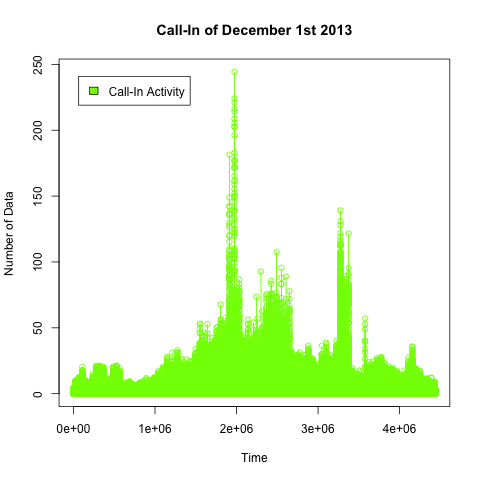 Call-In of December 1st 2013
Call-In Activity
Number of Data
250
200
150
100
50
0
0e+00 1e+06 2e+06 3e+06 4e+06
Time